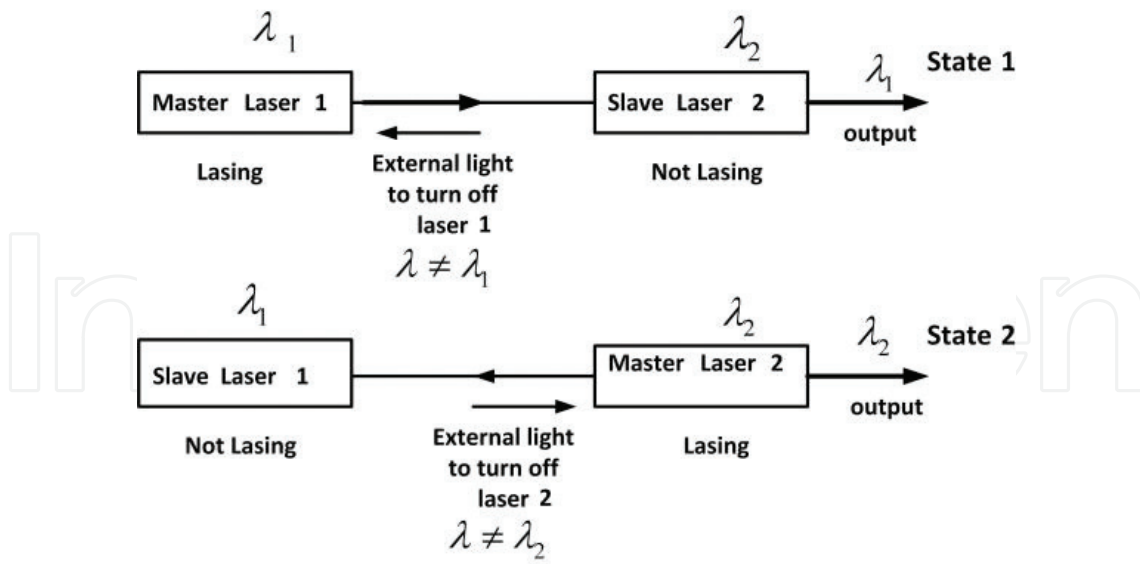 λ₁
λ₂
State 1
Master Laser 1
Slave Laser 2
λ₁
output
Lasing
External light
to turn off
laser 1
λ ≠ λ₁
Not Lasing
λ₁
λ₂
State 2
Slave Laser 1
Master Laser 2
λ₂
output
Not Lasing
External light
to turn off
laser 2
λ ≠ λ₂
Lasing